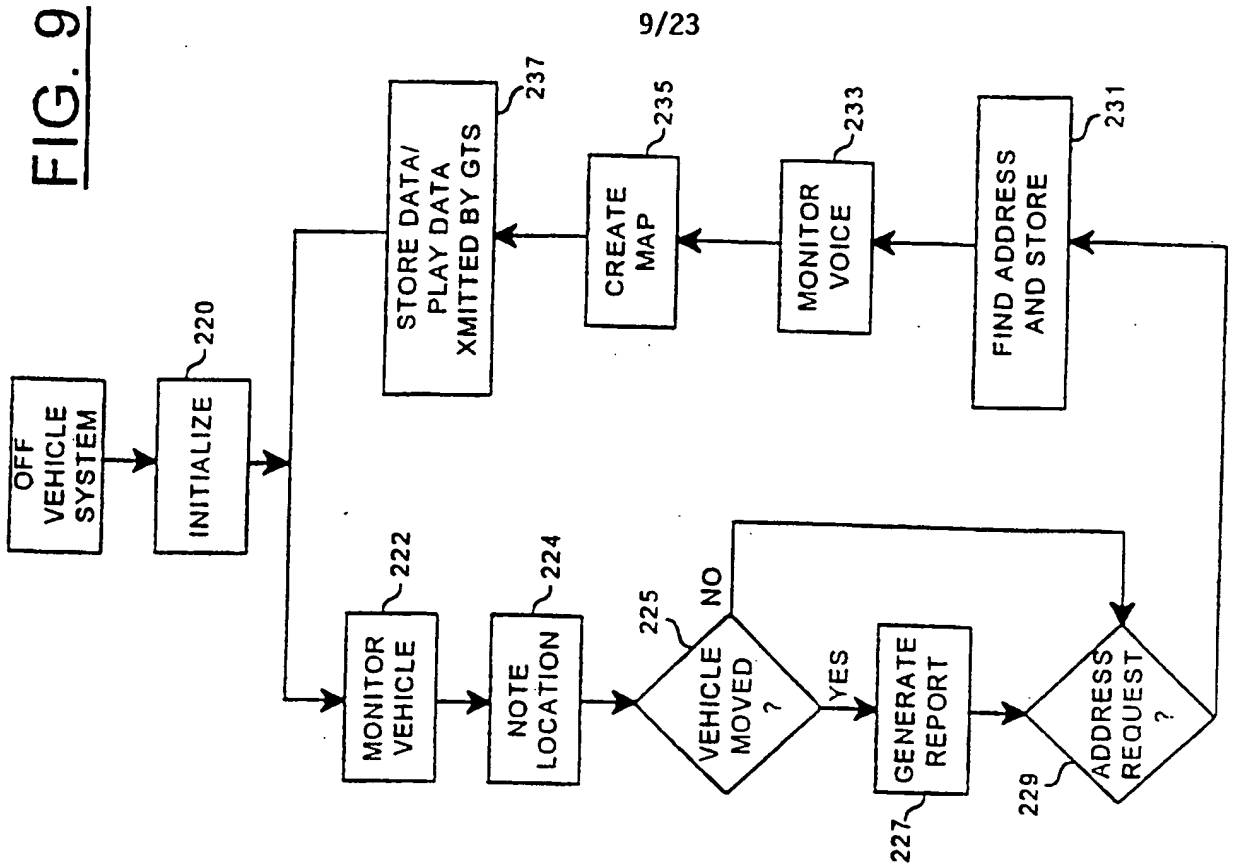 9/23
FIG. 9
OFF
VEHICLE
SYSTEM
INITIALIZE
220
MONITOR
VEHICLE
222
NOTE
LOCATION
224
VEHICLE
MOVED
?
225
NO
YES
GENERATE
REPORT
227
ADDRESS
REQUEST
?
229
FIND ADDRESS
AND STORE
231
MONITOR
VOICE
233
CREATE
MAP
235
STORE DATA/
PLAY DATA
XMITTED BY GTS
237